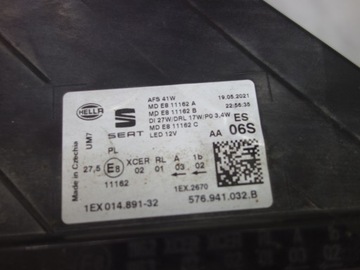 HELLA
SEAT
AFS 41W
MD E8 11162 A
MD E8 11162 B
DI 27W/DRL 17W/P0 3,4W
MD E8 11162 C
LED 12V
19.05.2021
22:56:35
ES
AA 06S
Made in Czechia
UM7
PL
27,5 E8 XCER RL A 1b
02 01 03 02
11162
1EX.2670
1EX 014.891-32
576.941.032.B